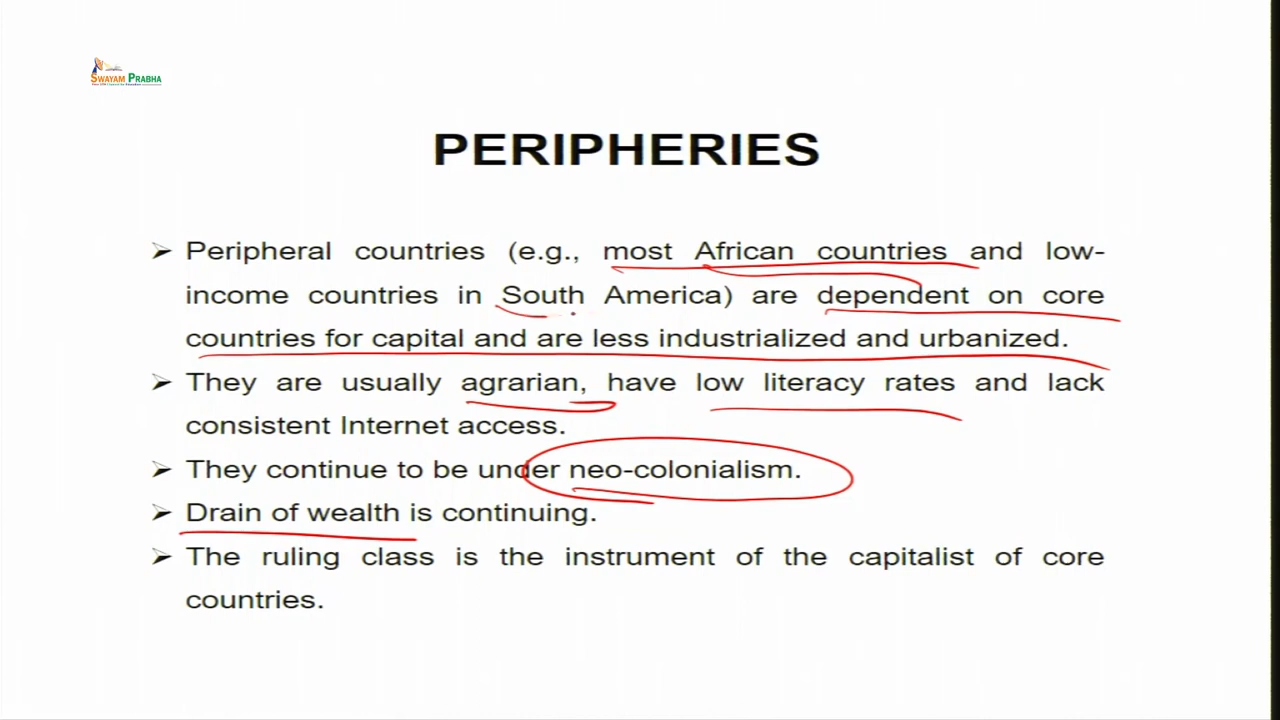 SWAYAM PRABHA
PERIPHERIES
➢ Peripheral countries (e.g., most African countries and low-
income countries in South America) are dependent on core
countries for capital and are less industrialized and urbanized.
➢ They are usually agrarian, have low literacy rates and lack
consistent Internet access.
➢ They continue to be under neo-colonialism.
➢ Drain of wealth is continuing.
➢ The ruling class is the instrument of the capitalist of core
countries.